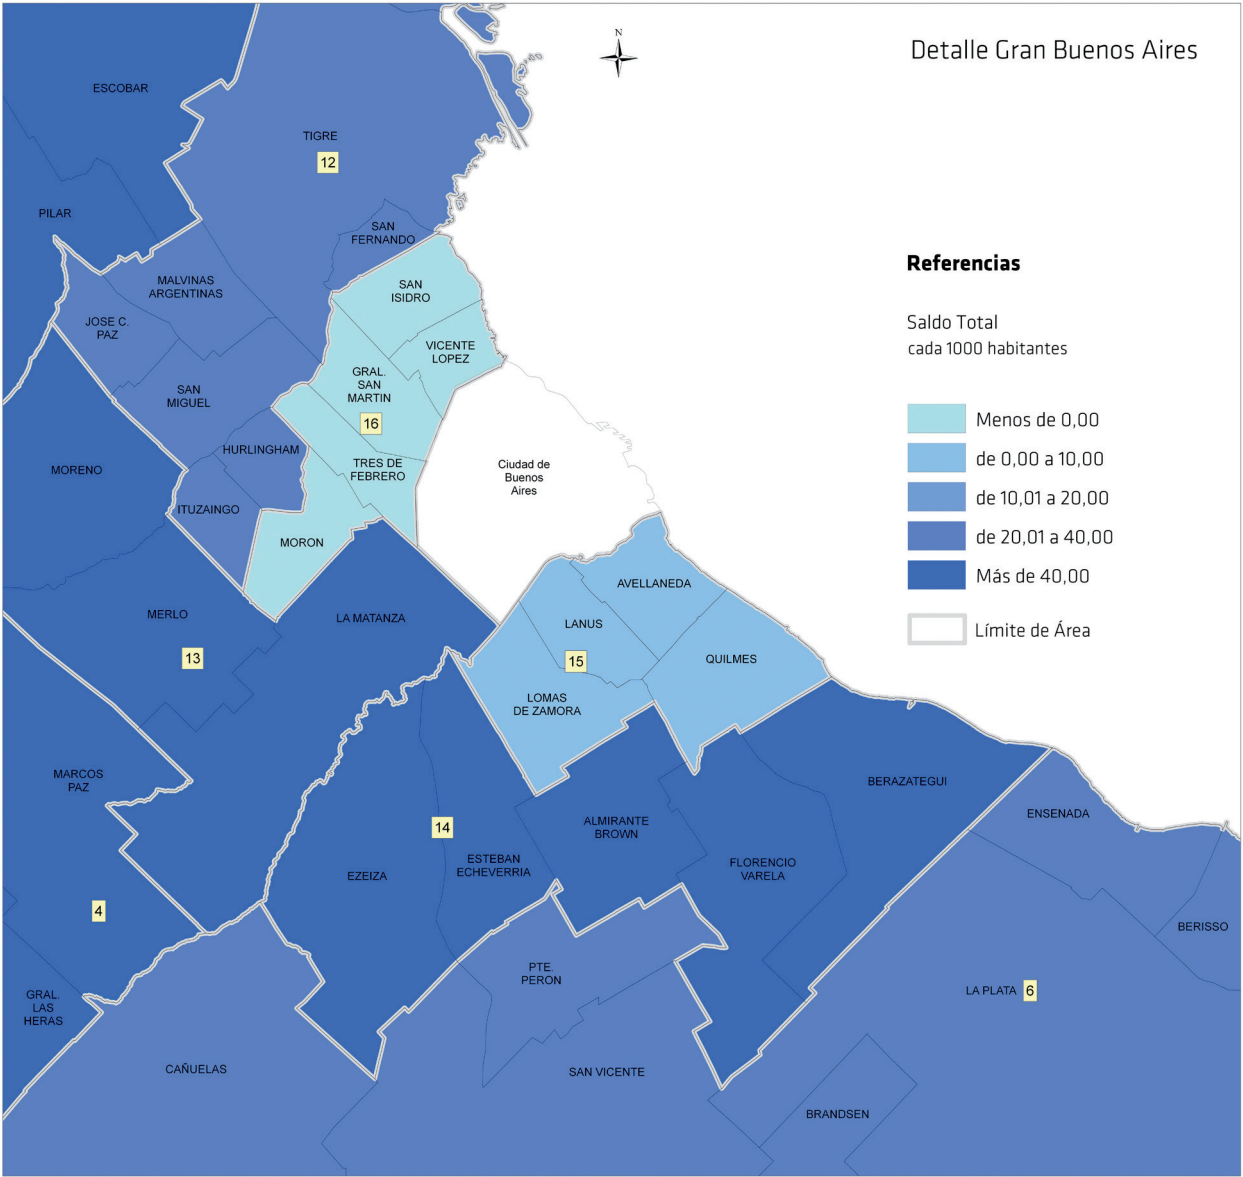 N
Detalle Gran Buenos Aires
ESCOBAR
TIGRE
12
PILAR
SAN
FERNANDO
MALVINAS
ARGENTINAS
SAN
ISIDRO
JOSE C.
PAZ
VICENTE
LOPEZ
GRAL.
SAN
MARTIN
16
SAN
MIGUEL
HURLINGHAM
MORENO
TRES DE
FEBRERO
Ciudad de
Buenos
Aires
ITUZAINGO
MORON
AVELLANEDA
MERLO
LA MATANZA
LANUS
13
15
QUILMES
LOMAS
DE ZAMORA
MARCOS
PAZ
BERAZATEGUI
ENSENADA
14
ALMIRANTE
BROWN
ESTEBAN
ECHEVERRIA
EZEIZA
FLORENCIO
VARELA
4
BERISSO
PTE.
PERON
LA PLATA 6
GRAL.
LAS
HERAS
CAÑUELAS
SAN VICENTE
BRANDSEN
Referencias
Saldo Total
cada 1000 habitantes
Menos de 0,00
de 0,00 a 10,00
de 10,01 a 20,00
de 20,01 a 40,00
Más de 40,00
Límite de Área